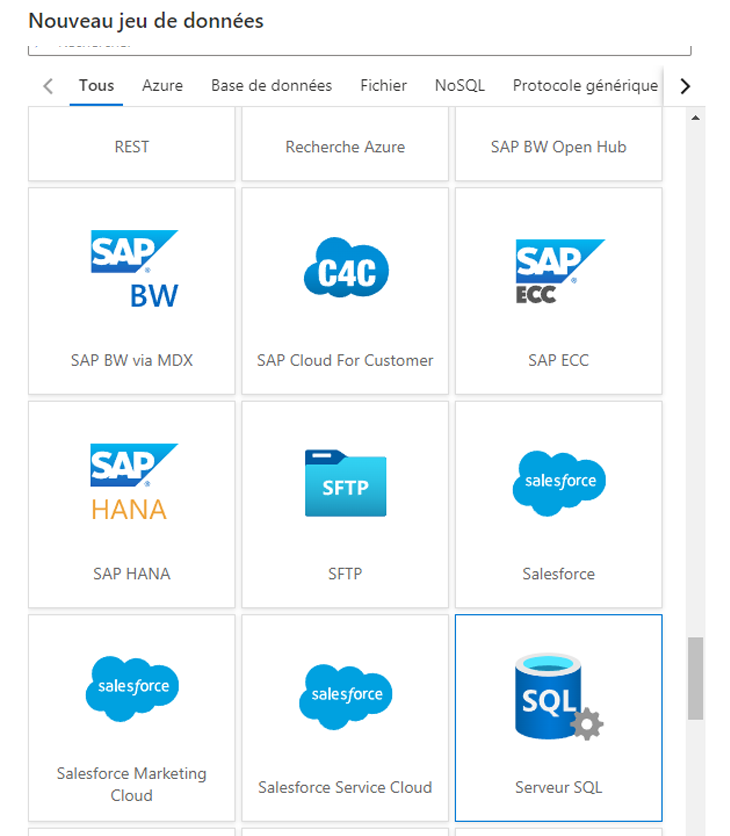 Nouveau jeu de données
Tous Azure Base de données Fichier NoSQL Protocole générique
REST Recherche Azure SAP BW Open Hub
SAP BW
C4C
SAP ECC
SAP BW via MDX SAP Cloud For Customer SAP ECC
SAP HANA
SFTP
salesforce
SAP HANA SFTP Salesforce
salesforce
salesforce
SQL
Salesforce Marketing
Cloud
Salesforce Service Cloud
Serveur SQL